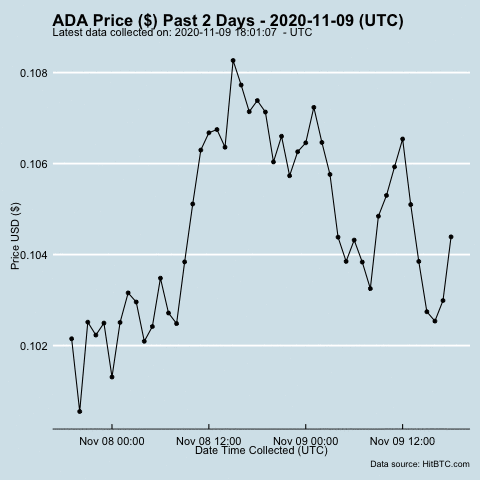 ADA Price ($) Past 2 Days - 2020-11-09 (UTC)
Latest data collected on: 2020-11-09 18:01:07 - UTC
0.108
0.106
0.104
0.102
Price USD ($)
Nov 08 00:00 Nov 08 12:00 Nov 09 00:00 Nov 09 12:00
Date Time Collected (UTC)
Data source: HitBTC.com